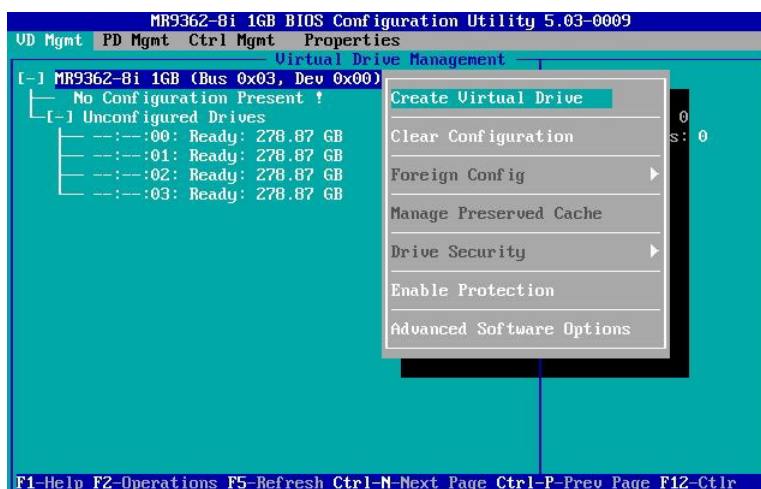 MR9362-8i 1GB BIOS Configuration Utility 5.03-0009
VD Mgmt PD Mgmt Ctrl Mgmt Properties
Virtual Drive Management
[-] MR9362-8i 1GB (Bus 0x03, Dev 0x00)
No Configuration Present !
[-] Unconfigured Drives
--:--:00: Ready: 278.87 GB
--:--:01: Ready: 278.87 GB
--:--:02: Ready: 278.87 GB
--:--:03: Ready: 278.87 GB
Create Virtual Drive
Clear Configuration
Foreign Config
Manage Preserved Cache
Drive Security
Enable Protection
Advanced Software Options
0
s: 0
F1-Help F2-Operations F5-Refresh Ctrl-N-Next Page Ctrl-P-Prev Page F12-Ctlr